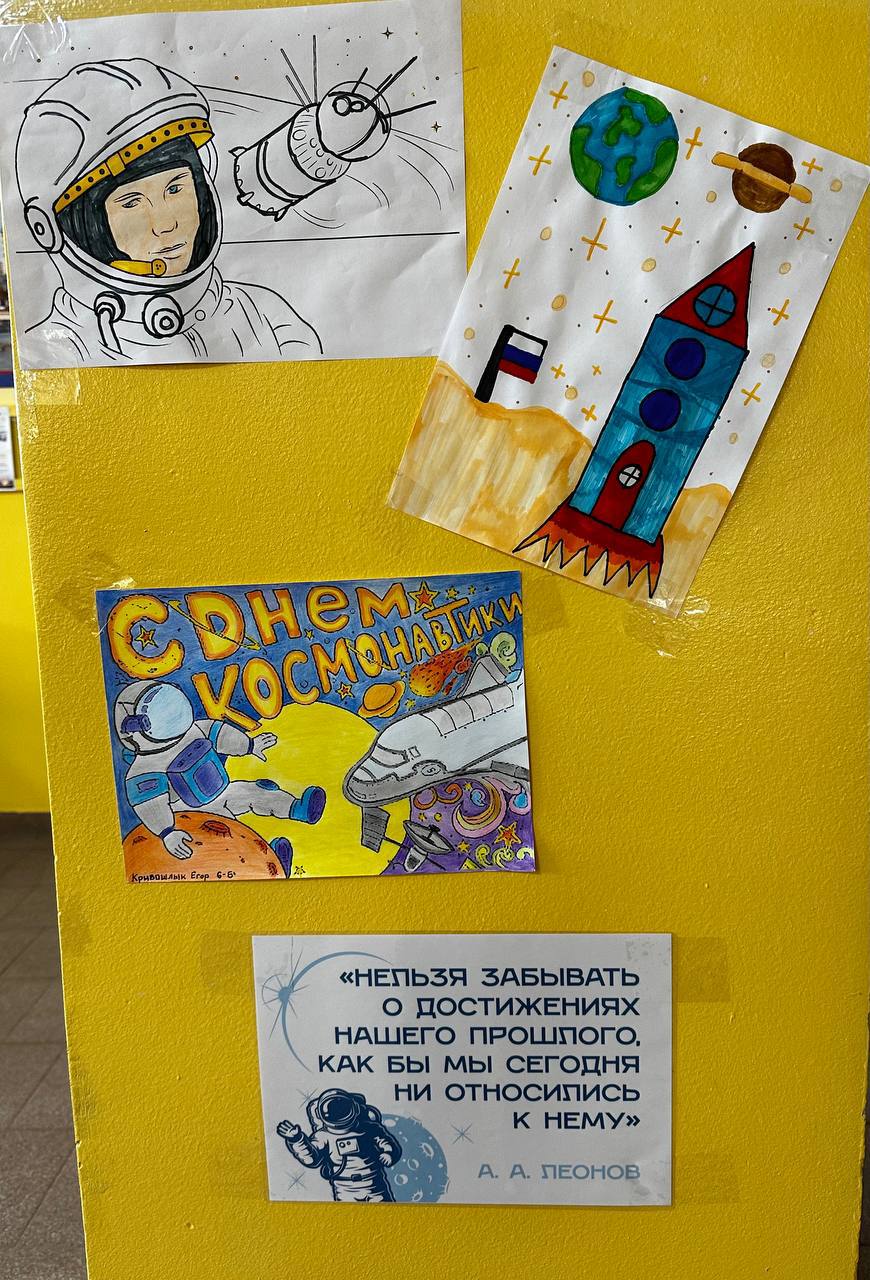 С Днем
космонавтики
Кривошлык Егор 6-Б
«НЕЛЬЗЯ ЗАБЫВАТЬ
О ДОСТИЖЕНИЯХ
НАШЕГО ПРОШЛОГО,
КАК БЫ МЫ СЕГОДНЯ
НИ ОТНОСИЛИСЬ
К НЕМУ»
А. А. ЛЕОНОВ